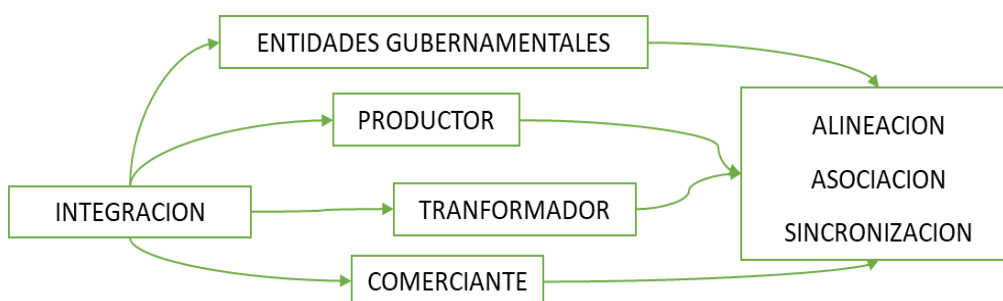 ENTIDADES GUBERNAMENTALES
PRODUCTOR
ALINEACION
ASOCIACION
INTEGRACION
TRANFORMADOR
SINCRONIZACION
COMERCIANTE